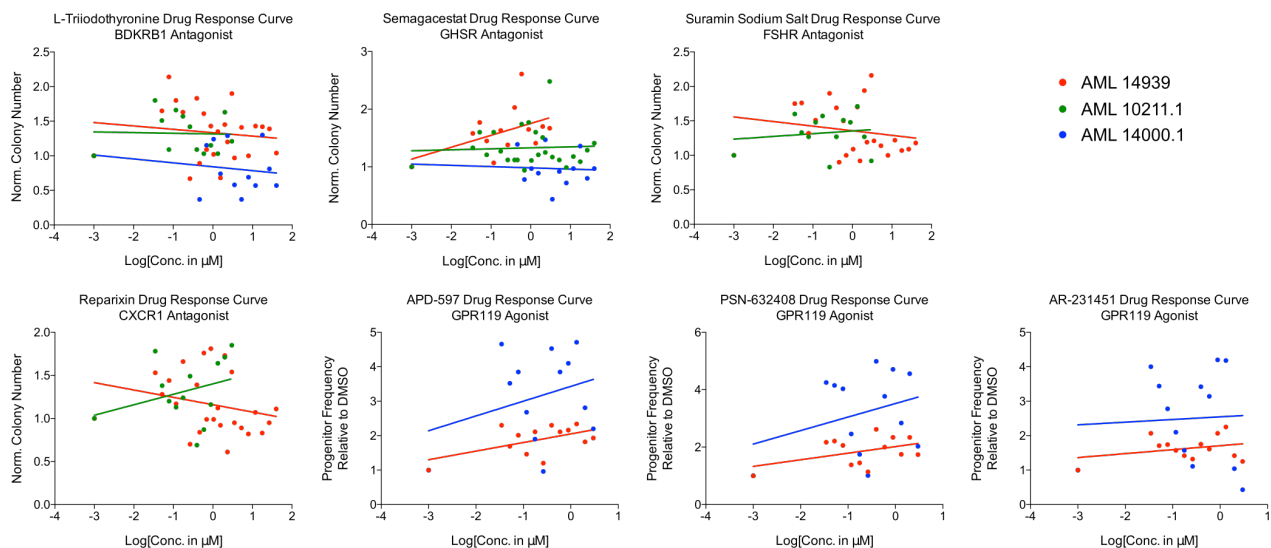 L-Triiodothyronine Drug Response Curve
BDKRB1 Antagonist
Norm. Colony Number
2.5
2.0
1.5
1.0
0.5
0.0
-4 -3 -2 -1 0 1 2
Log[Conc. in µM]
Semagacestat Drug Response Curve
GHSR Antagonist
Norm. Colony Number
3
2
1
0
-4 -3 -2 -1 0 1 2
Log[Conc. in µM]
Suramin Sodium Salt Drug Response Curve
FSHR Antagonist
Norm. Colony Number
2.5
2.0
1.5
1.0
0.5
0.0
-4 -3 -2 -1 0 1 2
Log[Conc. in µM]
AML 14939
AML 10211.1
AML 14000.1
Reparixin Drug Response Curve
CXCR1 Antagonist
Norm. Colony Number
2.0
1.5
1.0
0.5
0.0
-4 -3 -2 -1 0 1 2
Log[Conc. in µM]
APD-597 Drug Response Curve
GPR119 Agonist
Progenitor Frequency
Relative to DMSO
5
4
3
2
1
0
-4 -3 -2 -1 0 1
Log[Conc. in µM]
PSN-632408 Drug Response Curve
GPR119 Agonist
Progenitor Frequency
Relative to DMSO
6
4
2
0
-4 -3 -2 -1 0 1
Log[Conc. in µM]
AR-231451 Drug Response Curve
GPR119 Agonist
Progenitor Frequency
Relative to DMSO
5
4
3
2
1
0
-4 -3 -2 -1 0 1
Log[Conc. in µM]